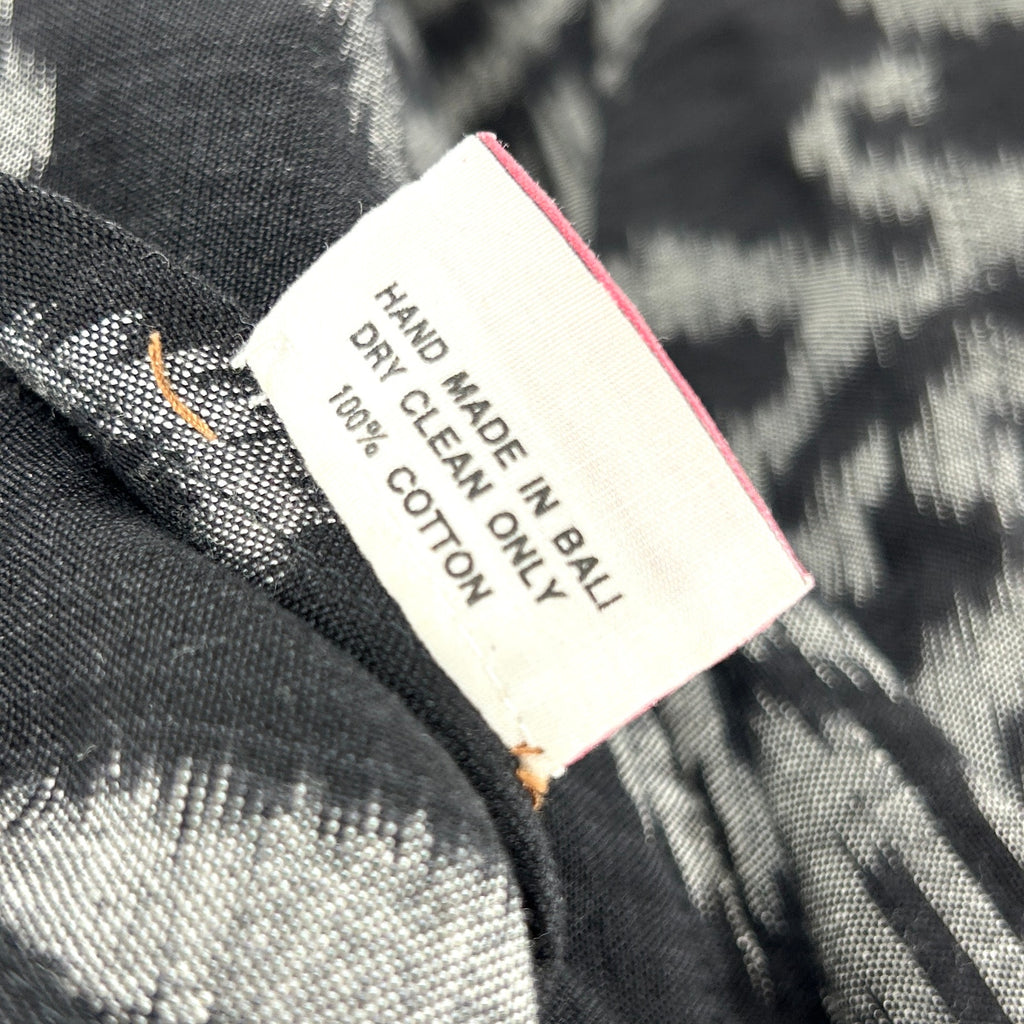 HAND MADE IN BALI
DRY CLEAN ONLY
100% COTTON